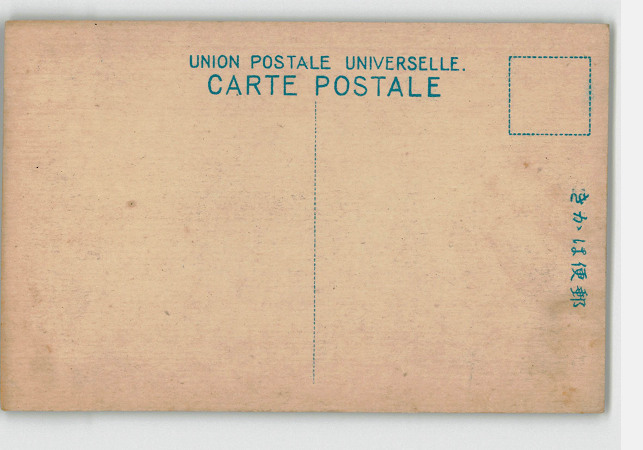 UNION POSTALE UNIVERSELLE.
CARTE POSTALE
きかは便郵